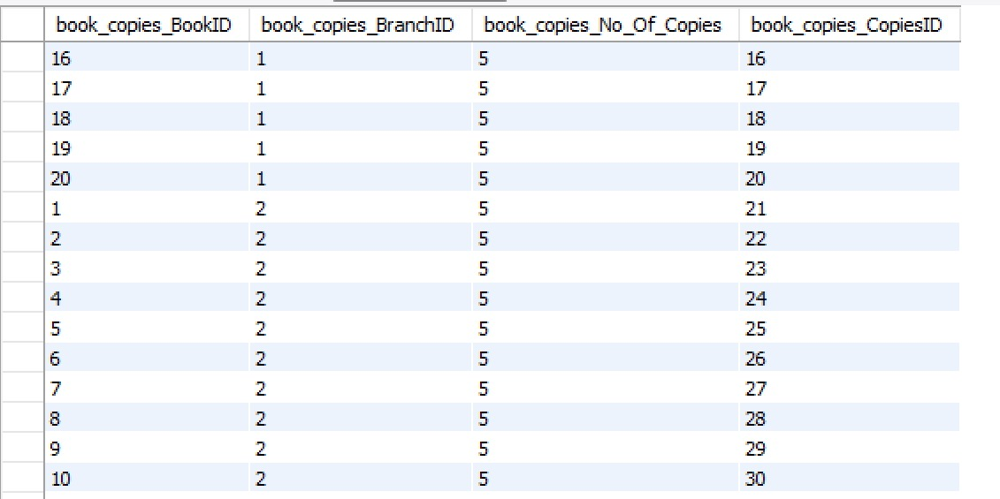 book_copies_BookID book_copies_BranchID book_copies_No_Of_Copies book_copies_CopiesID
16 1 5 16
17 1 5 17
18 1 5 18
19 1 5 19
20 1 5 20
1 2 5 21
2 2 5 22
3 2 5 23
4 2 5 24
5 2 5 25
6 2 5 26
7 2 5 27
8 2 5 28
9 2 5 29
10 2 5 30